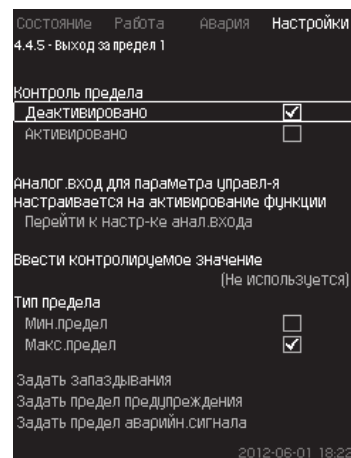 Состояние Работа Авария Настройки
4.4.5 - Выход за предел 1
Контроль предела
Деактивировано
Активировано
Аналог.вход для параметра управл-я
настраивается на активирование функции
Перейти к настр-ке анал.входа
Ввести контролируемое значение
(Не используется)
Тип предела
Мин.предел
Макс.предел
Задать запаздывания
Задать предел предупреждения
Задать предел аварийн.сигнала
2012-06-01 18:22